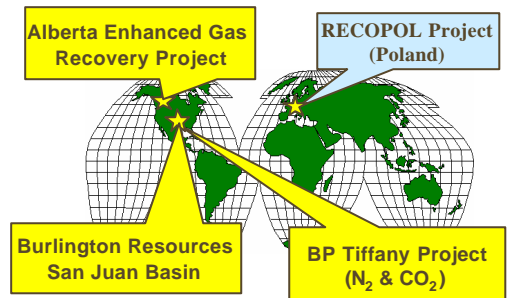 Alberta Enhanced Gas
Recovery Project
RECOPOL Project
(Poland)
Burlington Resources
San Juan Basin
BP Tiffany Project
(N₂ & CO₂)